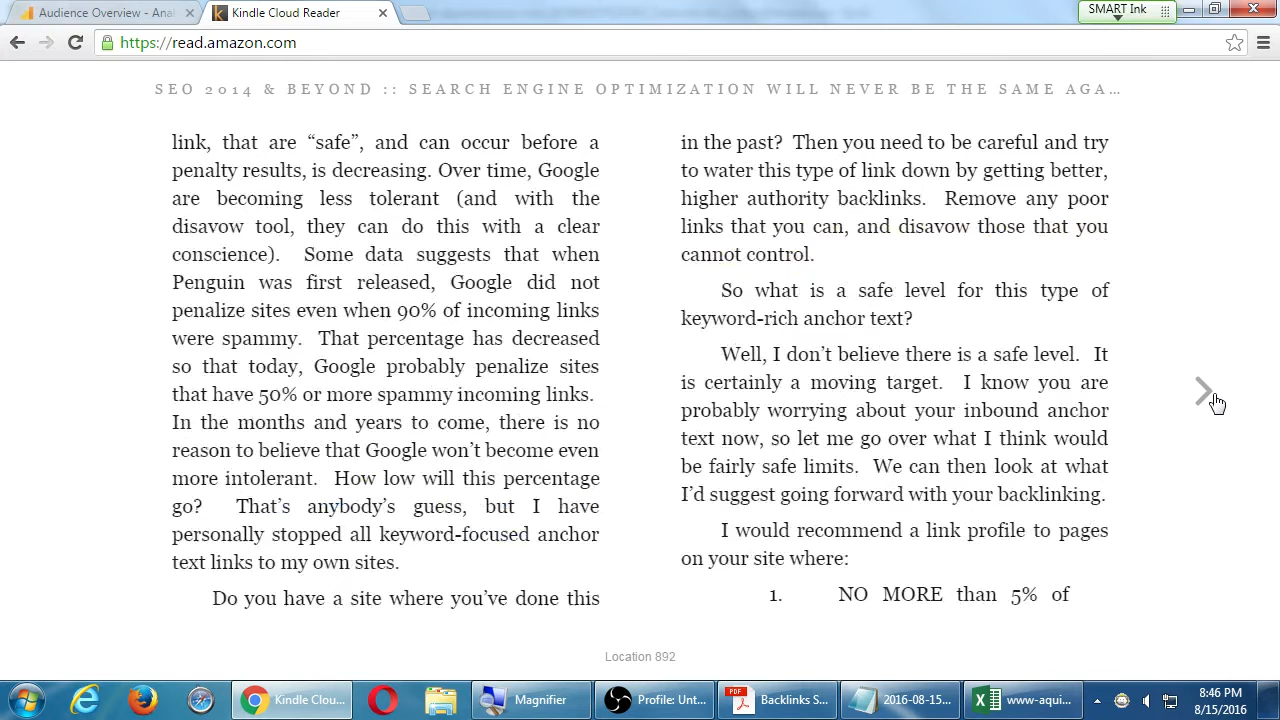 Audience Overview - Anal
Kindle Cloud Reader
SMART Ink
https://read.amazon.com
SEO 2014 & BEYOND :: SEARCH ENGINE OPTIMIZATION WILL NEVER BE THE SAME AGA…
link, that are “safe”, and can occur before a
penalty results, is decreasing. Over time, Google
are becoming less tolerant (and with the
disavow tool, they can do this with a clear
conscience). Some data suggests that when
Penguin was first released, Google did not
penalize sites even when 90% of incoming links
were spammy. That percentage has decreased
so that today, Google probably penalize sites
that have 50% or more spammy incoming links.
In the months and years to come, there is no
reason to believe that Google won’t become even
more intolerant. How low will this percentage
go? That’s anybody’s guess, but I have
personally stopped all keyword-focused anchor
text links to my own sites.
Do you have a site where you’ve done this
in the past? Then you need to be careful and try
to water this type of link down by getting better,
higher authority backlinks. Remove any poor
links that you can, and disavow those that you
cannot control.
So what is a safe level for this type of
keyword-rich anchor text?
Well, I don’t believe there is a safe level. It
is certainly a moving target. I know you are
probably worrying about your inbound anchor
text now, so let me go over what I think would
be fairly safe limits. We can then look at what
I’d suggest going forward with your backlinking.
I would recommend a link profile to pages
on your site where:
1. NO MORE than 5% of
Location 892
Kindle Clou...
Magnifier
Profile: Unt...
PDF
Backlinks S...
2016-08-15...
www-aqui...
8:46 PM
8/15/2016